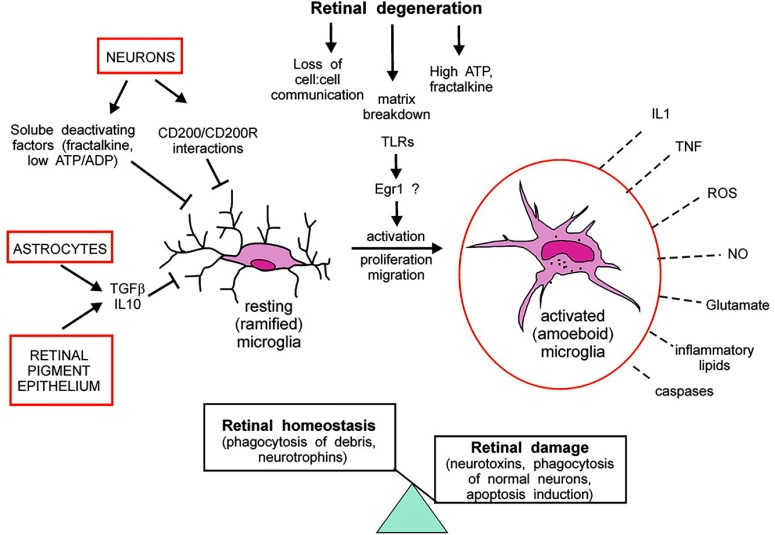 Retinal degeneration
NEURONS
Loss of
cell:cell
communication
matrix
breakdown
High ATP,
fractalkine
Solube deactivating
factors (fractalkine,
low ATP/ADP)
CD200/CD200R
interactions
TLRs
Egr1 ?
activation
proliferation
migration
ASTROCYTES
TGFβ
IL10
RETINAL
PIGMENT
EPITHELIUM
resting
(ramified)
microglia
activated
(amoeboid)
microglia
IL1
TNF
ROS
NO
Glutamate
inflammatory
lipids
caspases
Retinal homeostasis
(phagocytosis of debris,
neurotrophins)
Retinal damage
(neurotoxins, phagocytosis
of normal neurons,
apoptosis induction)